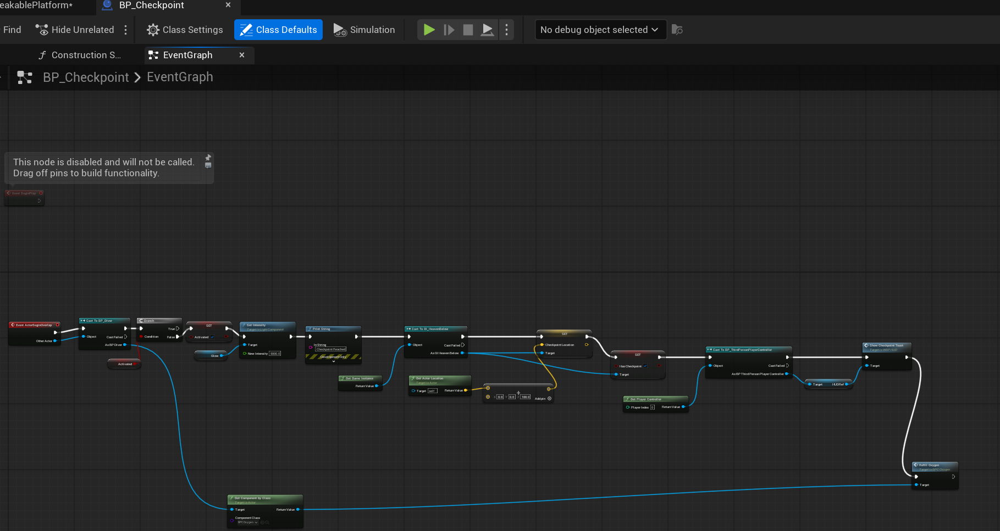 eakablePlatform*
BP_Checkpoint
Find
Hide Unrelated
Class Settings
Class Defaults
Simulation
No debug object selected
Construction S...
EventGraph
BP_Checkpoint
EventGraph
This node is disabled and will not be called.
Drag off pins to build functionality.
Event BeginPlay
Event ActorBeginOverlap
Other Actor
Cast To BP_Diver
Object
Cast Failed
As BP Diver
Branch
Condition
True
False
Activated
SET
Activated
Set Intensity
Target is Light Component
Target
New Intensity
5000.0
Glow
Print String
In String
Checkpoint Reached
Development Only
Get Game Instance
Return Value
Cast To GI_HeavenBelow
Object
Cast Failed
As GI Heaven Below
Get Actor Location
Target is Actor
Target
self
Return Value
X 0.0 Y 0.0 Z 100.0
Add pin
SET
Checkpoint Location
Target
SET
Has Checkpoint
Target
Get Player Controller
Player Index 0
Return Value
Cast To BP_ThirdPersonPlayerController
Object
Cast Failed
As BP Third Person Player Controller
Target
HUDRef
Show Checkpoint Toast
Target is WBP HUD
Target
Refill Oxygen
Target is BPC Oxygen
Target
Get Component by Class
Target is Actor
Target
Return Value
Component Class
BPC Oxygen